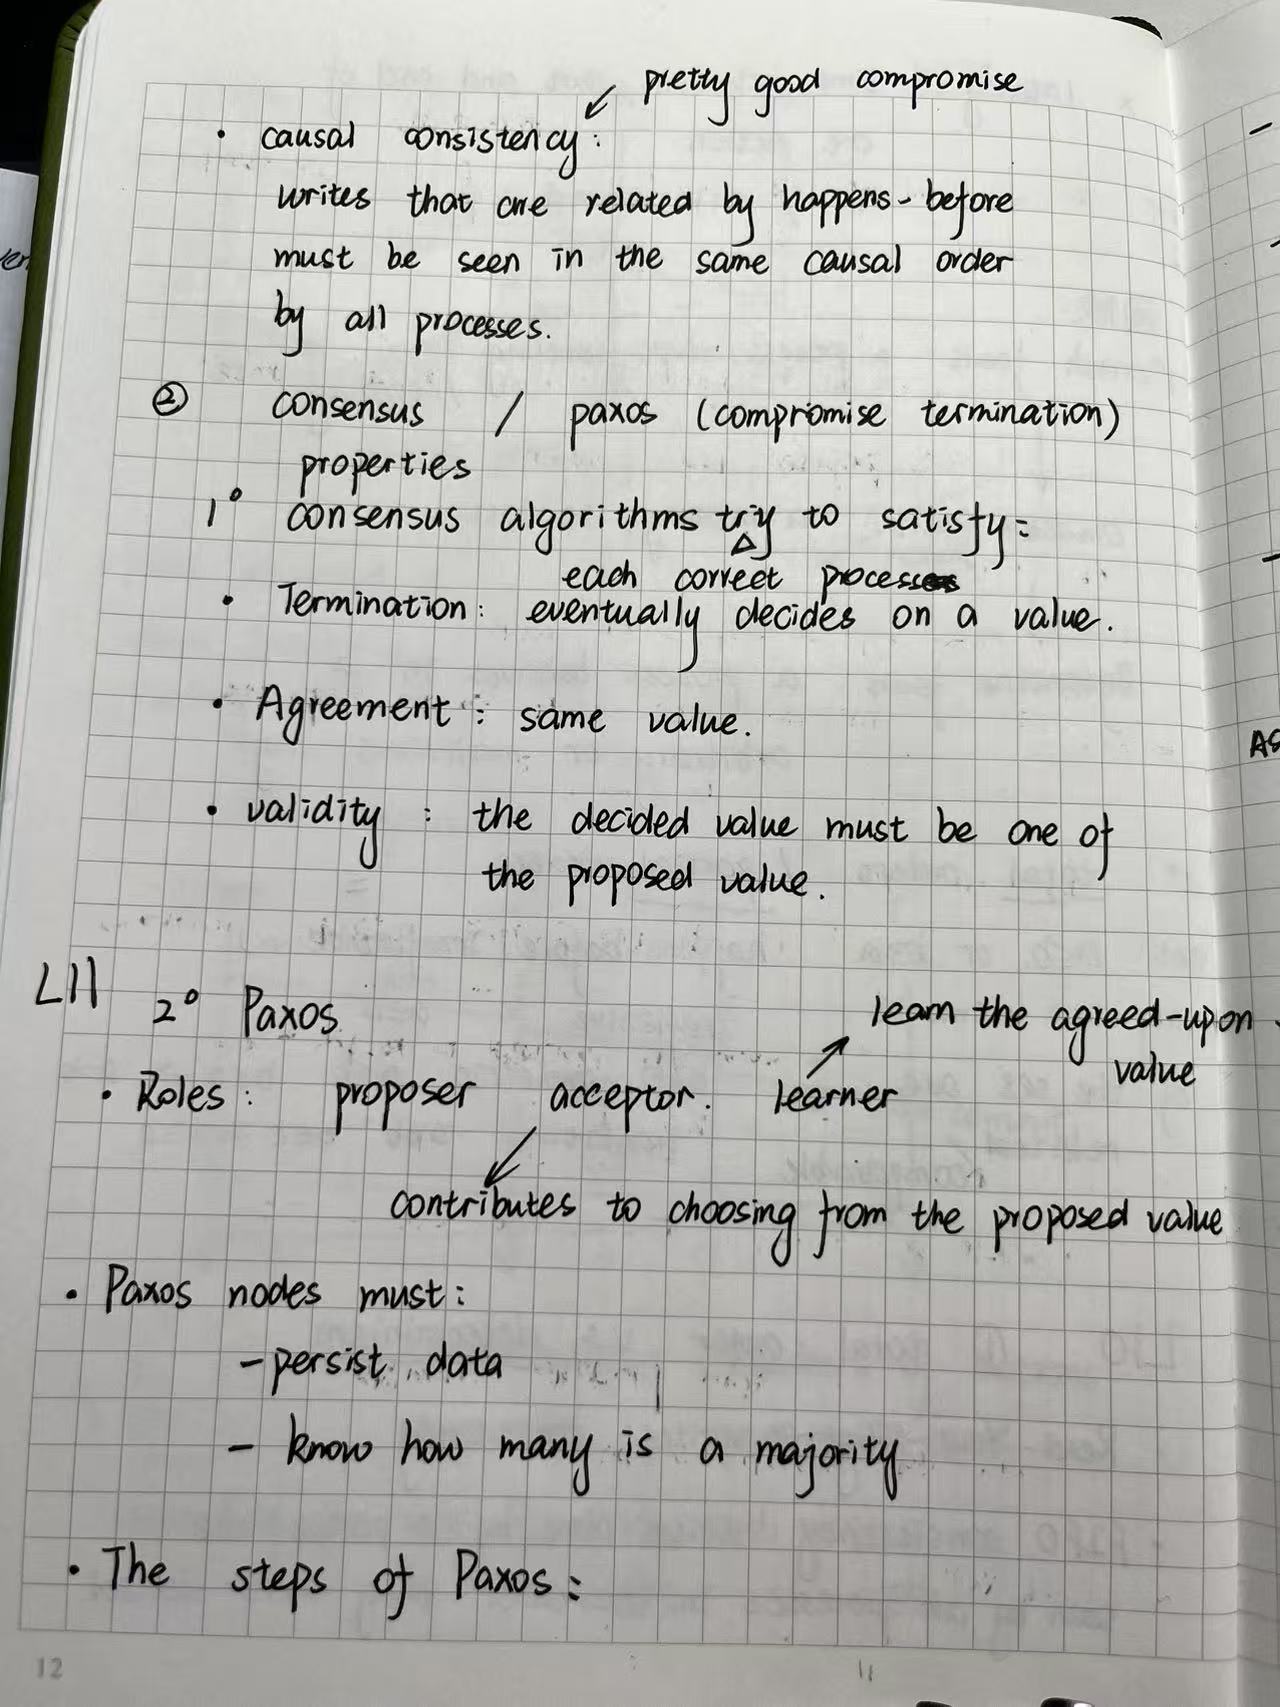 pretty good compromise
• causal consistency:
writes that are related by happens-before
must be seen in the same causal order
by all processes.
② consensus / paxos (compromise termination)
properties
1° consensus algorithms try to satisfy:
each correct process
• Termination: eventually decides on a value.
• Agreement: same value.
• validity: the decided value must be one of
the proposed value.
L11 2° Paxos
learn the agreed-upon
value
• Roles: proposer acceptor. learner
contributes to choosing from the proposed value
• Paxos nodes must:
- persist data
- know how many is a majority
• The steps of Paxos:
12